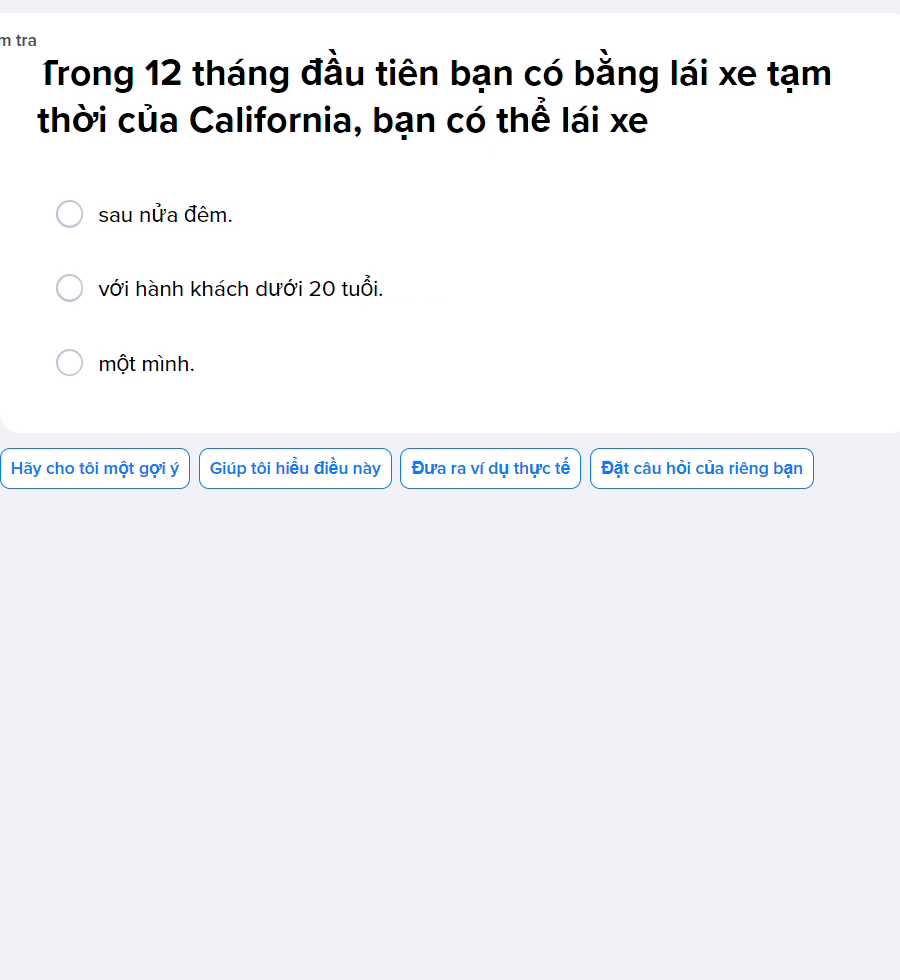 m tra
Trong 12 tháng đầu tiên bạn có bằng lái xe tạm
thời của California, bạn có thể lái xe
sau nửa đêm.
với hành khách dưới 20 tuổi.
một mình.
Hãy cho tôi một gợi ý Giúp tôi hiểu điều này Đưa ra ví dụ thực tế Đặt câu hỏi của riêng bạn